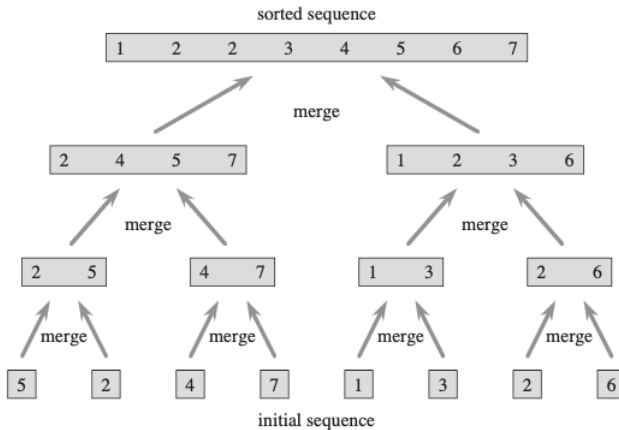 sorted sequence
1 2 2 3 4 5 6 7
merge
2 4 5 7 1 2 3 6
merge merge
2 5 4 7 1 3 2 6
merge merge merge merge
5 2 4 7 1 3 2 6
initial sequence